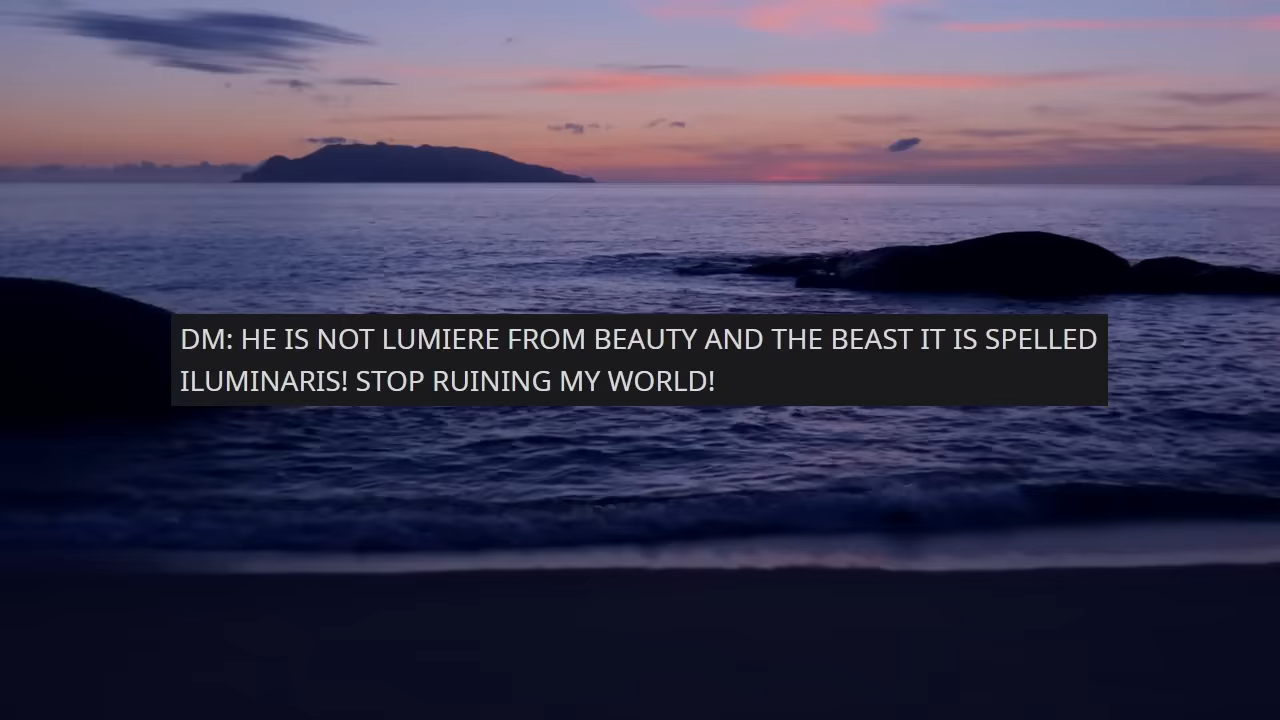 DM: HE IS NOT LUMIERE FROM BEAUTY AND THE BEAST IT IS SPELLED
ILUMINARIS! STOP RUINING MY WORLD!